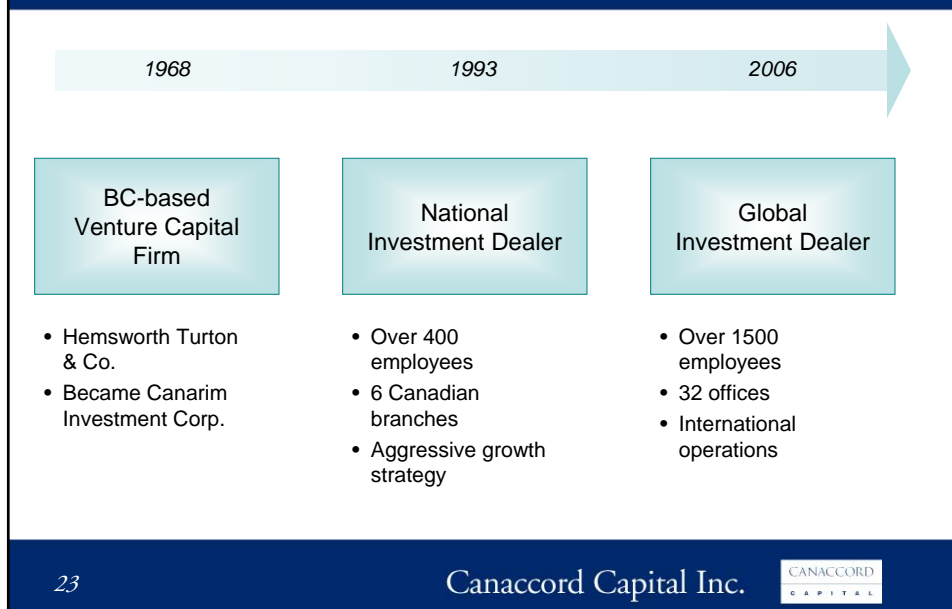 1968
1993
2006
BC-based
Venture Capital
Firm
National
Investment Dealer
Global
Investment Dealer
• Hemsworth Turton
& Co.
• Became Canarim
Investment Corp.
• Over 400
employees
• 6 Canadian
branches
• Aggressive growth
strategy
• Over 1500
employees
• 32 offices
• International
operations
23
Canaccord Capital Inc.
CANACCORD
CAPITAL